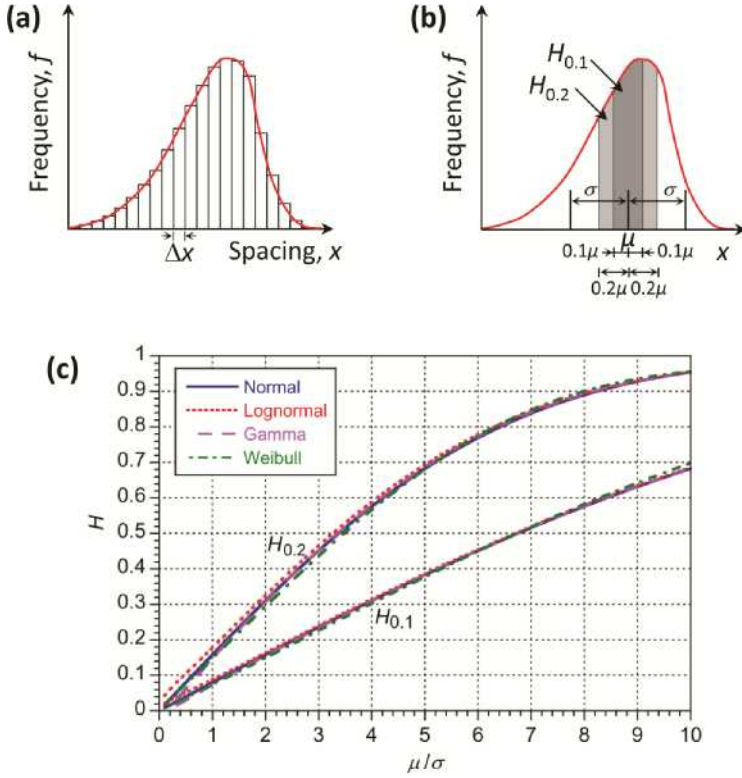 (a)
Frequency, f
Δx
Spacing, x
(b)
Frequency, f
H0.1
H0.2
σ σ
μ
0.1μ 0.1μ
x
0.2μ 0.2μ
(c)
1
0.9
0.8
0.7
0.6
0.5
0.4
0.3
0.2
0.1
0
H
Normal
Lognormal
Gamma
Weibull
H0.2
H0.1
0 1 2 3 4 5 6 7 8 9 10
μ/σ